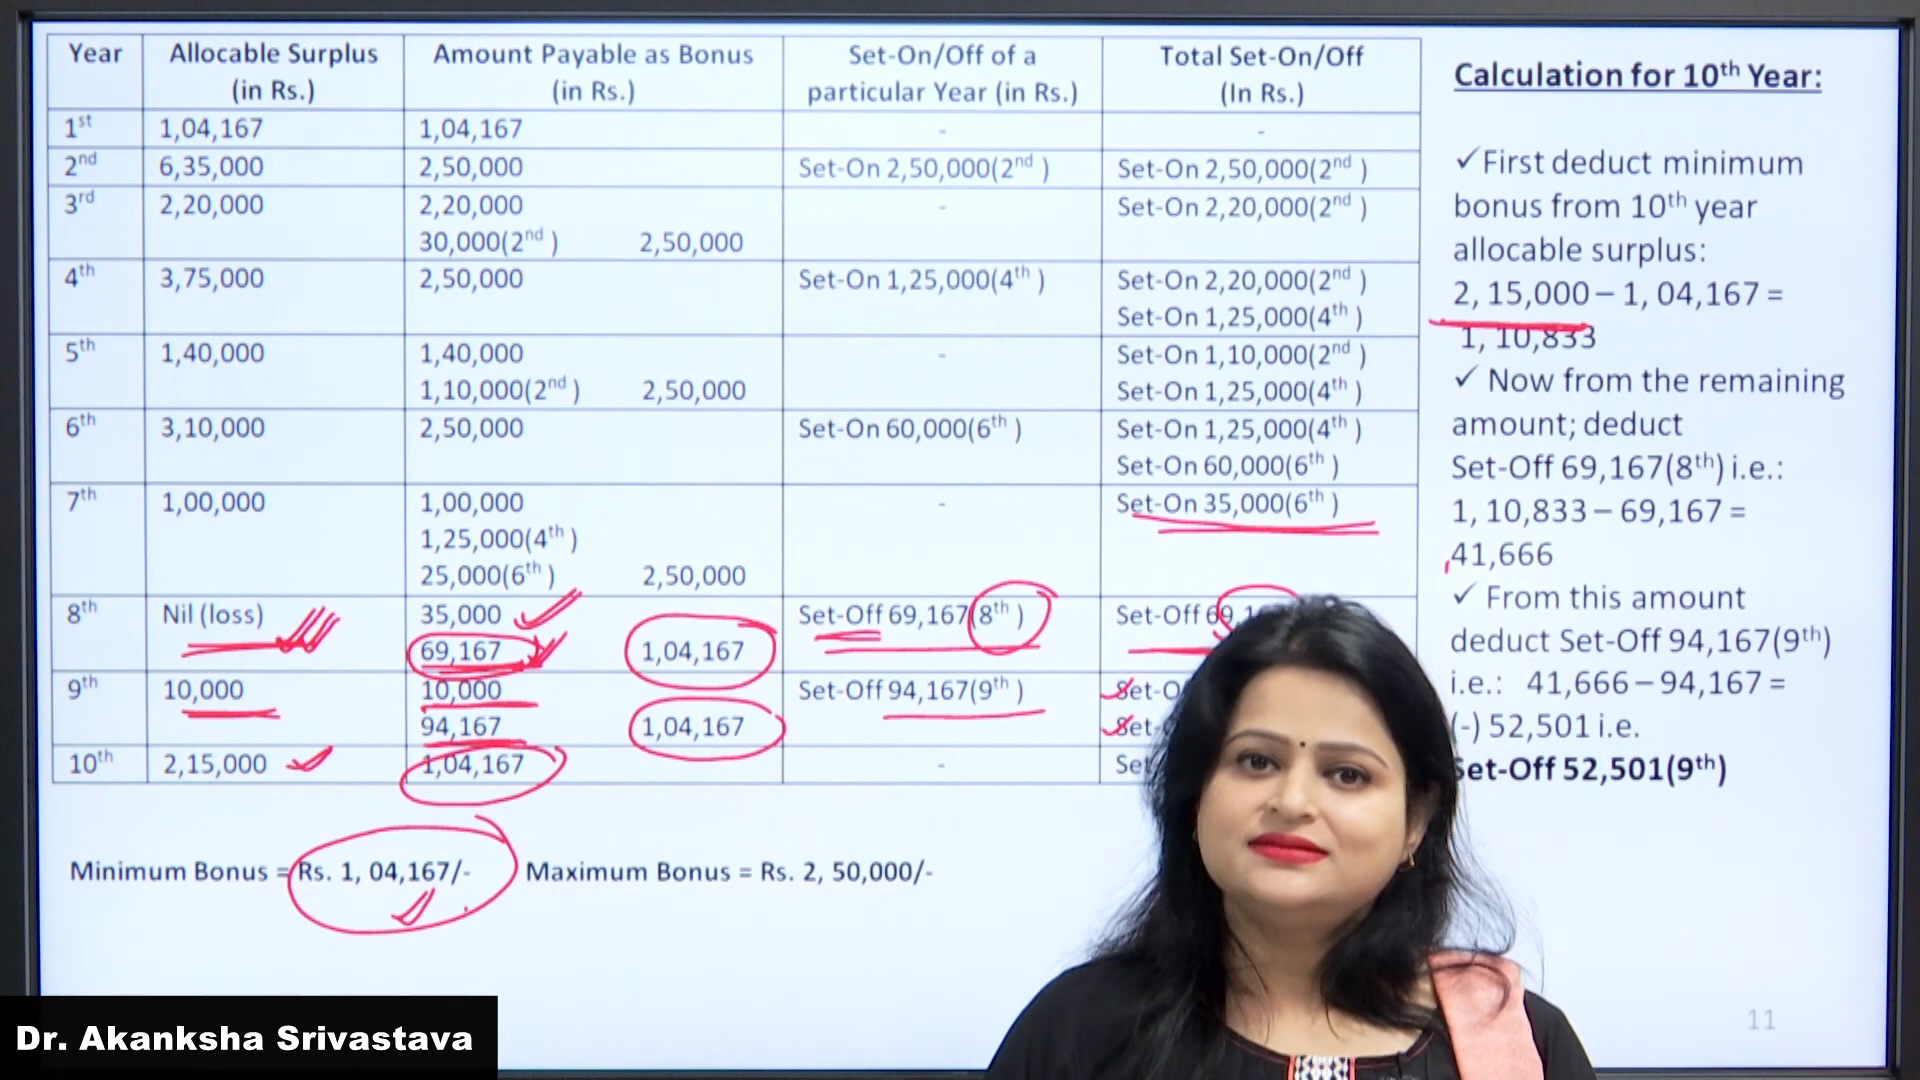 Year Allocable Surplus (in Rs.) Amount Payable as Bonus (in Rs.) Set-On/Off of a particular Year (in Rs.) Total Set-On/Off (In Rs.)
1st 1,04,167 1,04,167 - -
2nd 6,35,000 2,50,000 Set-On 2,50,000(2nd ) Set-On 2,50,000(2nd )
3rd 2,20,000 2,20,000 - Set-On 2,20,000(2nd )
30,000(2nd ) 2,50,000
4th 3,75,000 2,50,000 Set-On 1,25,000(4th ) Set-On 2,20,000(2nd )
Set-On 1,25,000(4th )
5th 1,40,000 1,40,000 - Set-On 1,10,000(2nd )
1,10,000(2nd ) 2,50,000 Set-On 1,25,000(4th )
6th 3,10,000 2,50,000 Set-On 60,000(6th ) Set-On 1,25,000(4th )
Set-On 60,000(6th )
7th 1,00,000 1,00,000 - Set-On 35,000(6th )
1,25,000(4th )
25,000(6th ) 2,50,000
8th Nil (loss) 35,000 Set-Off 69,167(8th ) Set-Off
69,167 1,04,167
9th 10,000 10,000 Set-Off 94,167(9th )
94,167 1,04,167
10th 2,15,000 1,04,167 -
Minimum Bonus = Rs. 1, 04,167/- Maximum Bonus = Rs. 2, 50,000/-
Calculation for 10th Year:
✓First deduct minimum
bonus from 10th year
allocable surplus:
2, 15,000 – 1, 04,167 =
1, 10,833
✓ Now from the remaining
amount; deduct
Set-Off 69,167(8th) i.e.:
1, 10,833 – 69,167 =
41,666
✓ From this amount
deduct Set-Off 94,167(9th)
i.e.: 41,666 – 94,167 =
(-) 52,501 i.e.
Set-Off 52,501(9th)
11
Dr. Akanksha Srivastava